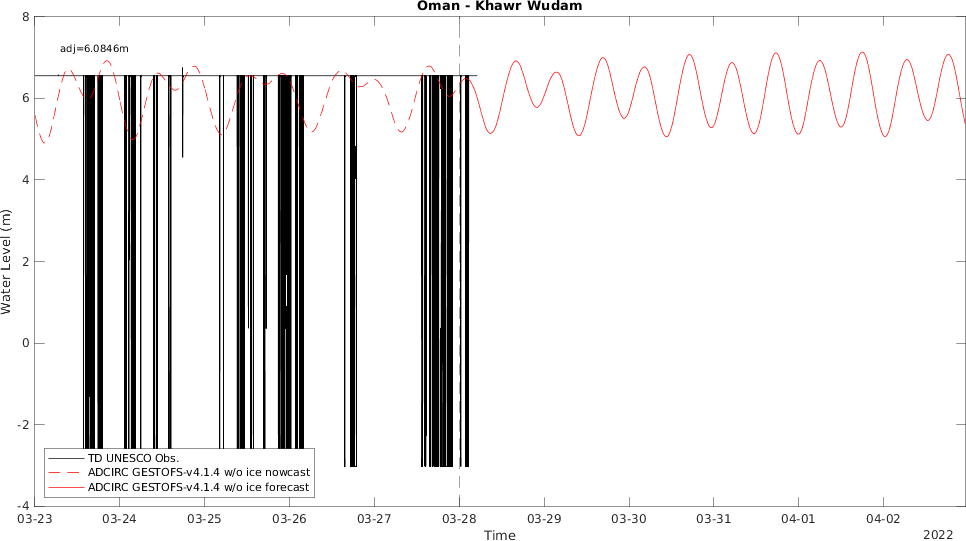 Oman - Khawr Wudam
8
adj=6.0846m
6
4
2
0
-2
-4
Water Level (m)
TD UNESCO Obs.
ADCIRC GESTOFS-v4.1.4 w/o ice nowcast
ADCIRC GESTOFS-v4.1.4 w/o ice forecast
03-23 03-24 03-25 03-26 03-27 03-28 03-29 03-30 03-31 04-01 04-02
Time
2022